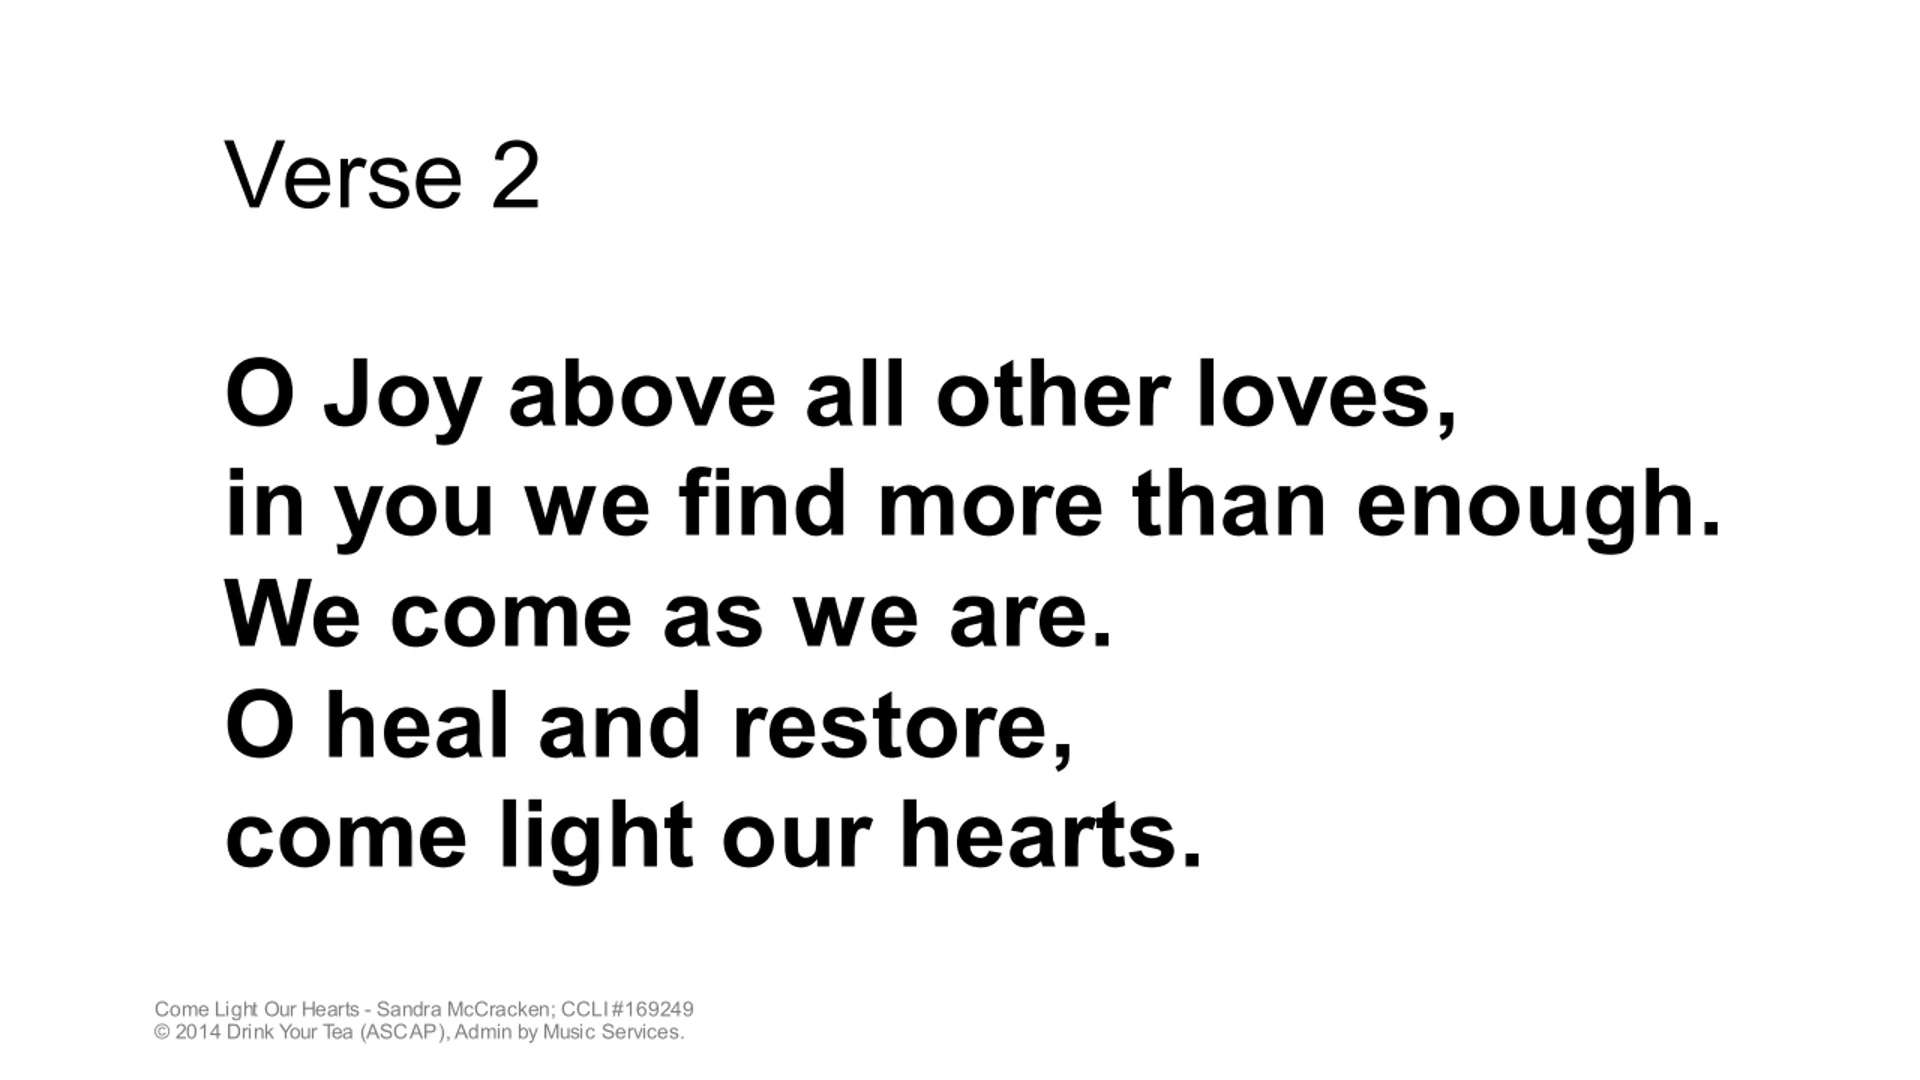 Verse 2
O Joy above all other loves,
in you we find more than enough.
We come as we are.
O heal and restore,
come light our hearts.
Come Light Our Hearts - Sandra McCracken; CCLI#169249
© 2014 Drink Your Tea (ASCAP), Admin by Music Services.